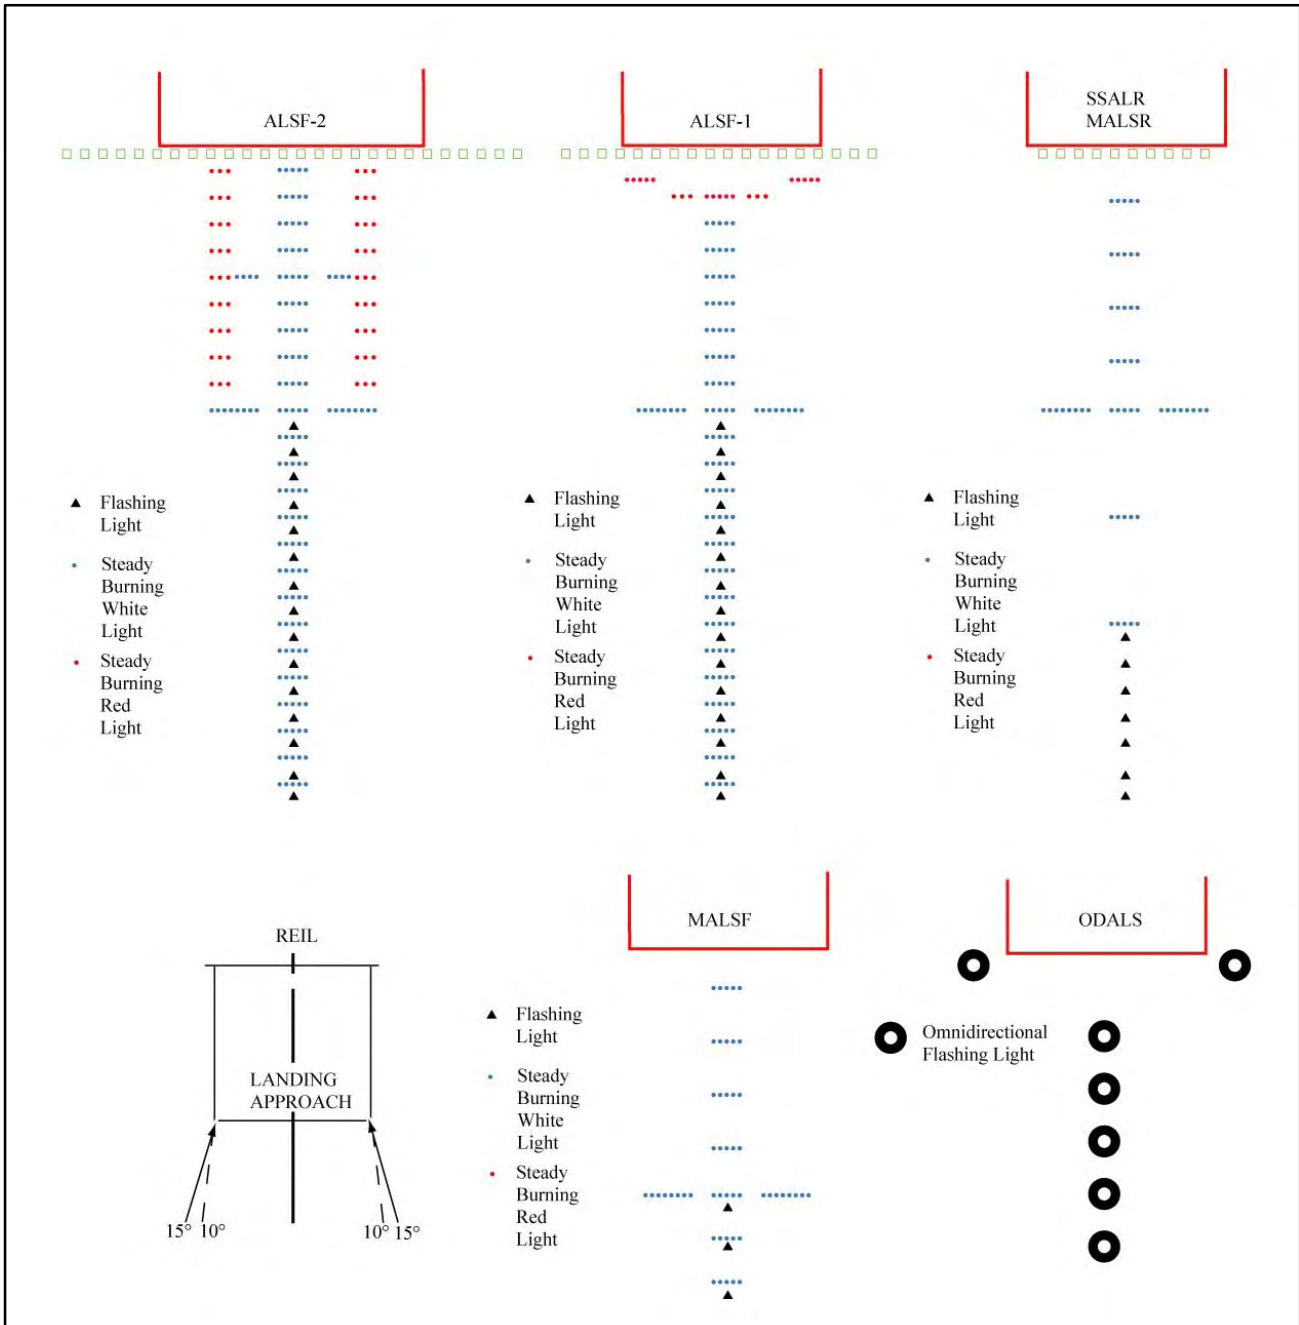 ALSF-2
▲ Flashing
Light
• Steady
Burning
White
Light
• Steady
Burning
Red
Light
ALSF-1
▲ Flashing
Light
• Steady
Burning
White
Light
• Steady
Burning
Red
Light
SSALR
MALSR
▲ Flashing
Light
• Steady
Burning
White
Light
• Steady
Burning
Red
Light
REIL
LANDING
APPROACH
15° 10°
10° 15°
MALSF
▲ Flashing
Light
• Steady
Burning
White
Light
• Steady
Burning
Red
Light
ODALS
Omnidirectional
Flashing Light